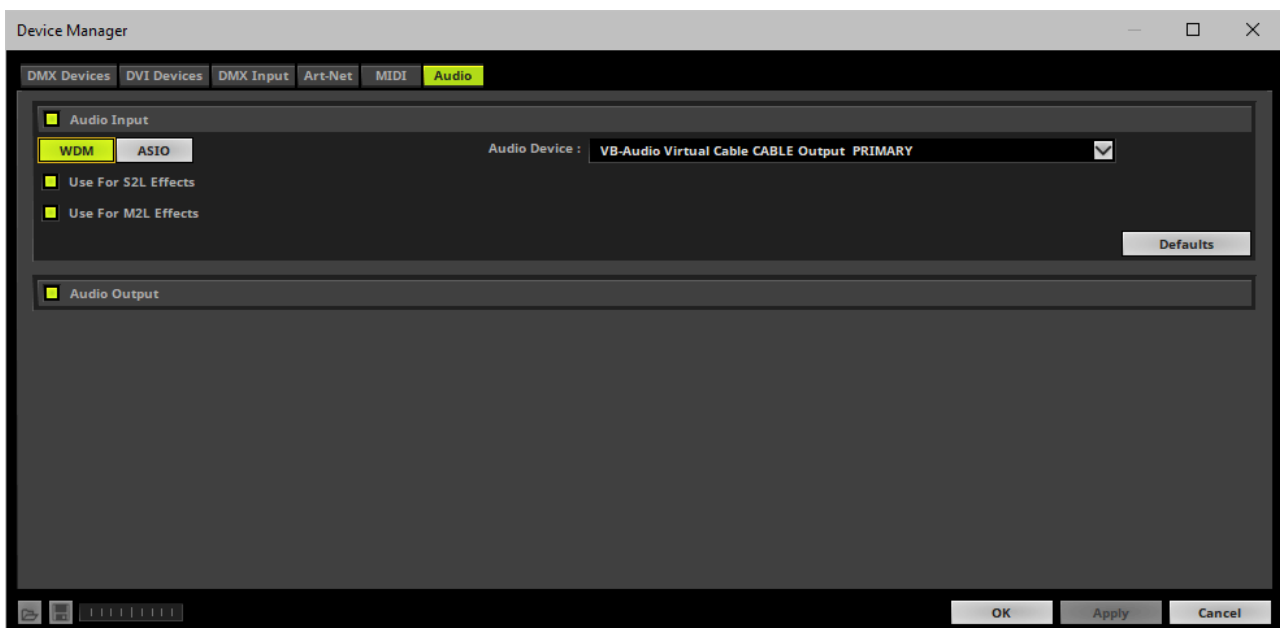 Device Manager
DMX Devices DVI Devices DMX Input Art-Net MIDI Audio
Audio Input
WDM ASIO Audio Device : VB-Audio Virtual Cable CABLE Output PRIMARY
Use For S2L Effects
Use For M2L Effects
Defaults
Audio Output
OK Apply Cancel